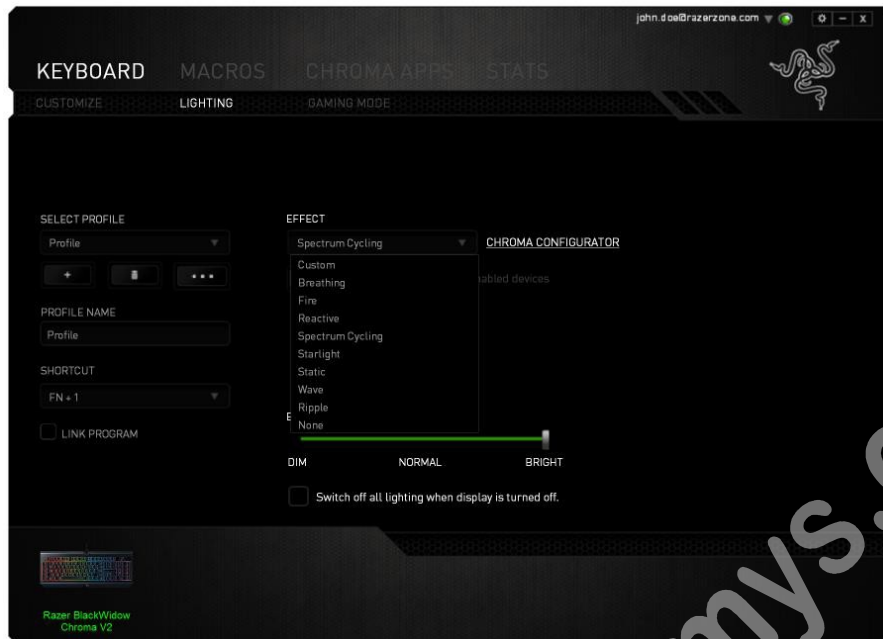 john.doe@razerzone.com
KEYBOARD MACROS CHROMA APPS STATS
CUSTOMIZE LIGHTING GAMING MODE
SELECT PROFILE
Profile
PROFILE NAME
Profile
SHORTCUT
FN + 1
LINK PROGRAM
EFFECT
Spectrum Cycling
CHROMA CONFIGURATOR
Custom
Breathing
abled devices
Fire
Reactive
Spectrum Cycling
Starlight
Static
Wave
Ripple
None
DIM NORMAL BRIGHT
Switch off all lighting when display is turned off.
Razer BlackWidow
Chroma V2
mys.